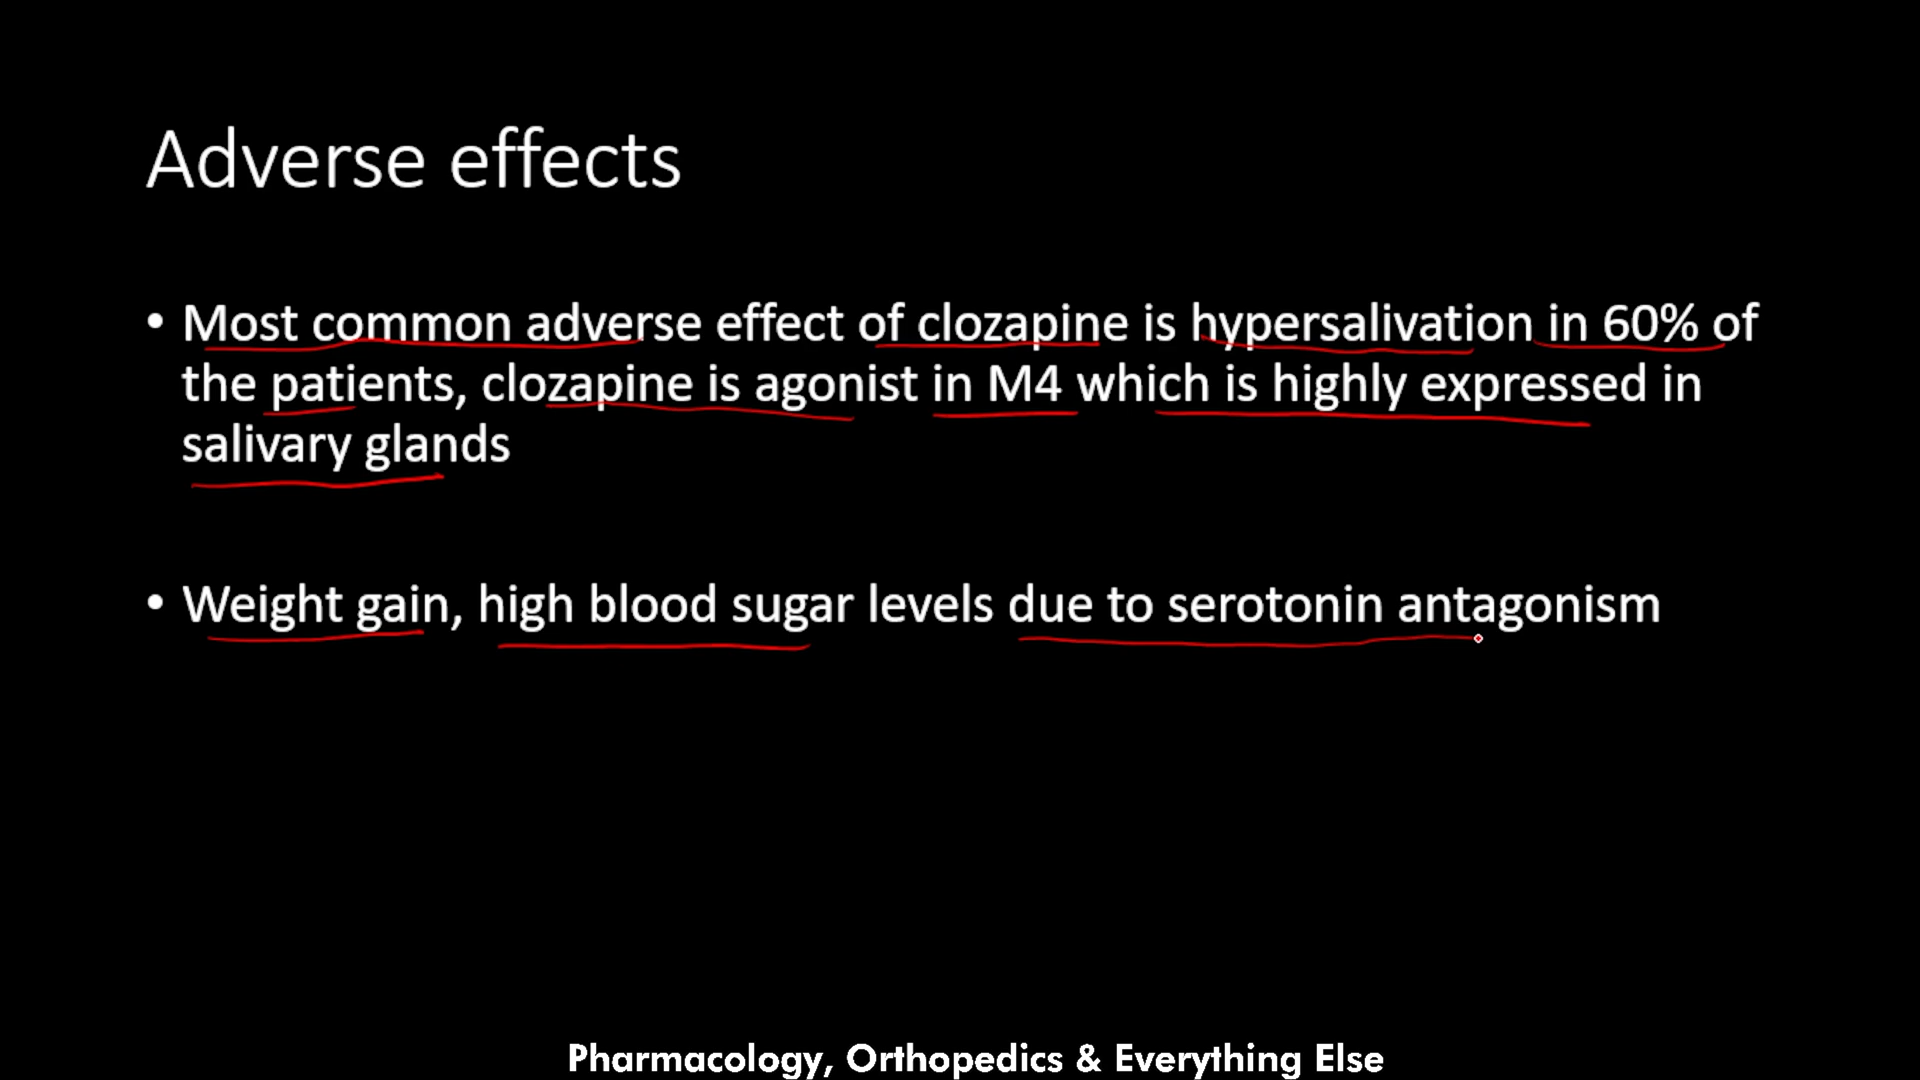 Adverse effects
• Most common adverse effect of clozapine is hypersalivation in 60% of
the patients, clozapine is agonist in M4 which is highly expressed in
salivary glands
• Weight gain, high blood sugar levels due to serotonin antagonism
Pharmacology, Orthopedics & Everything Else